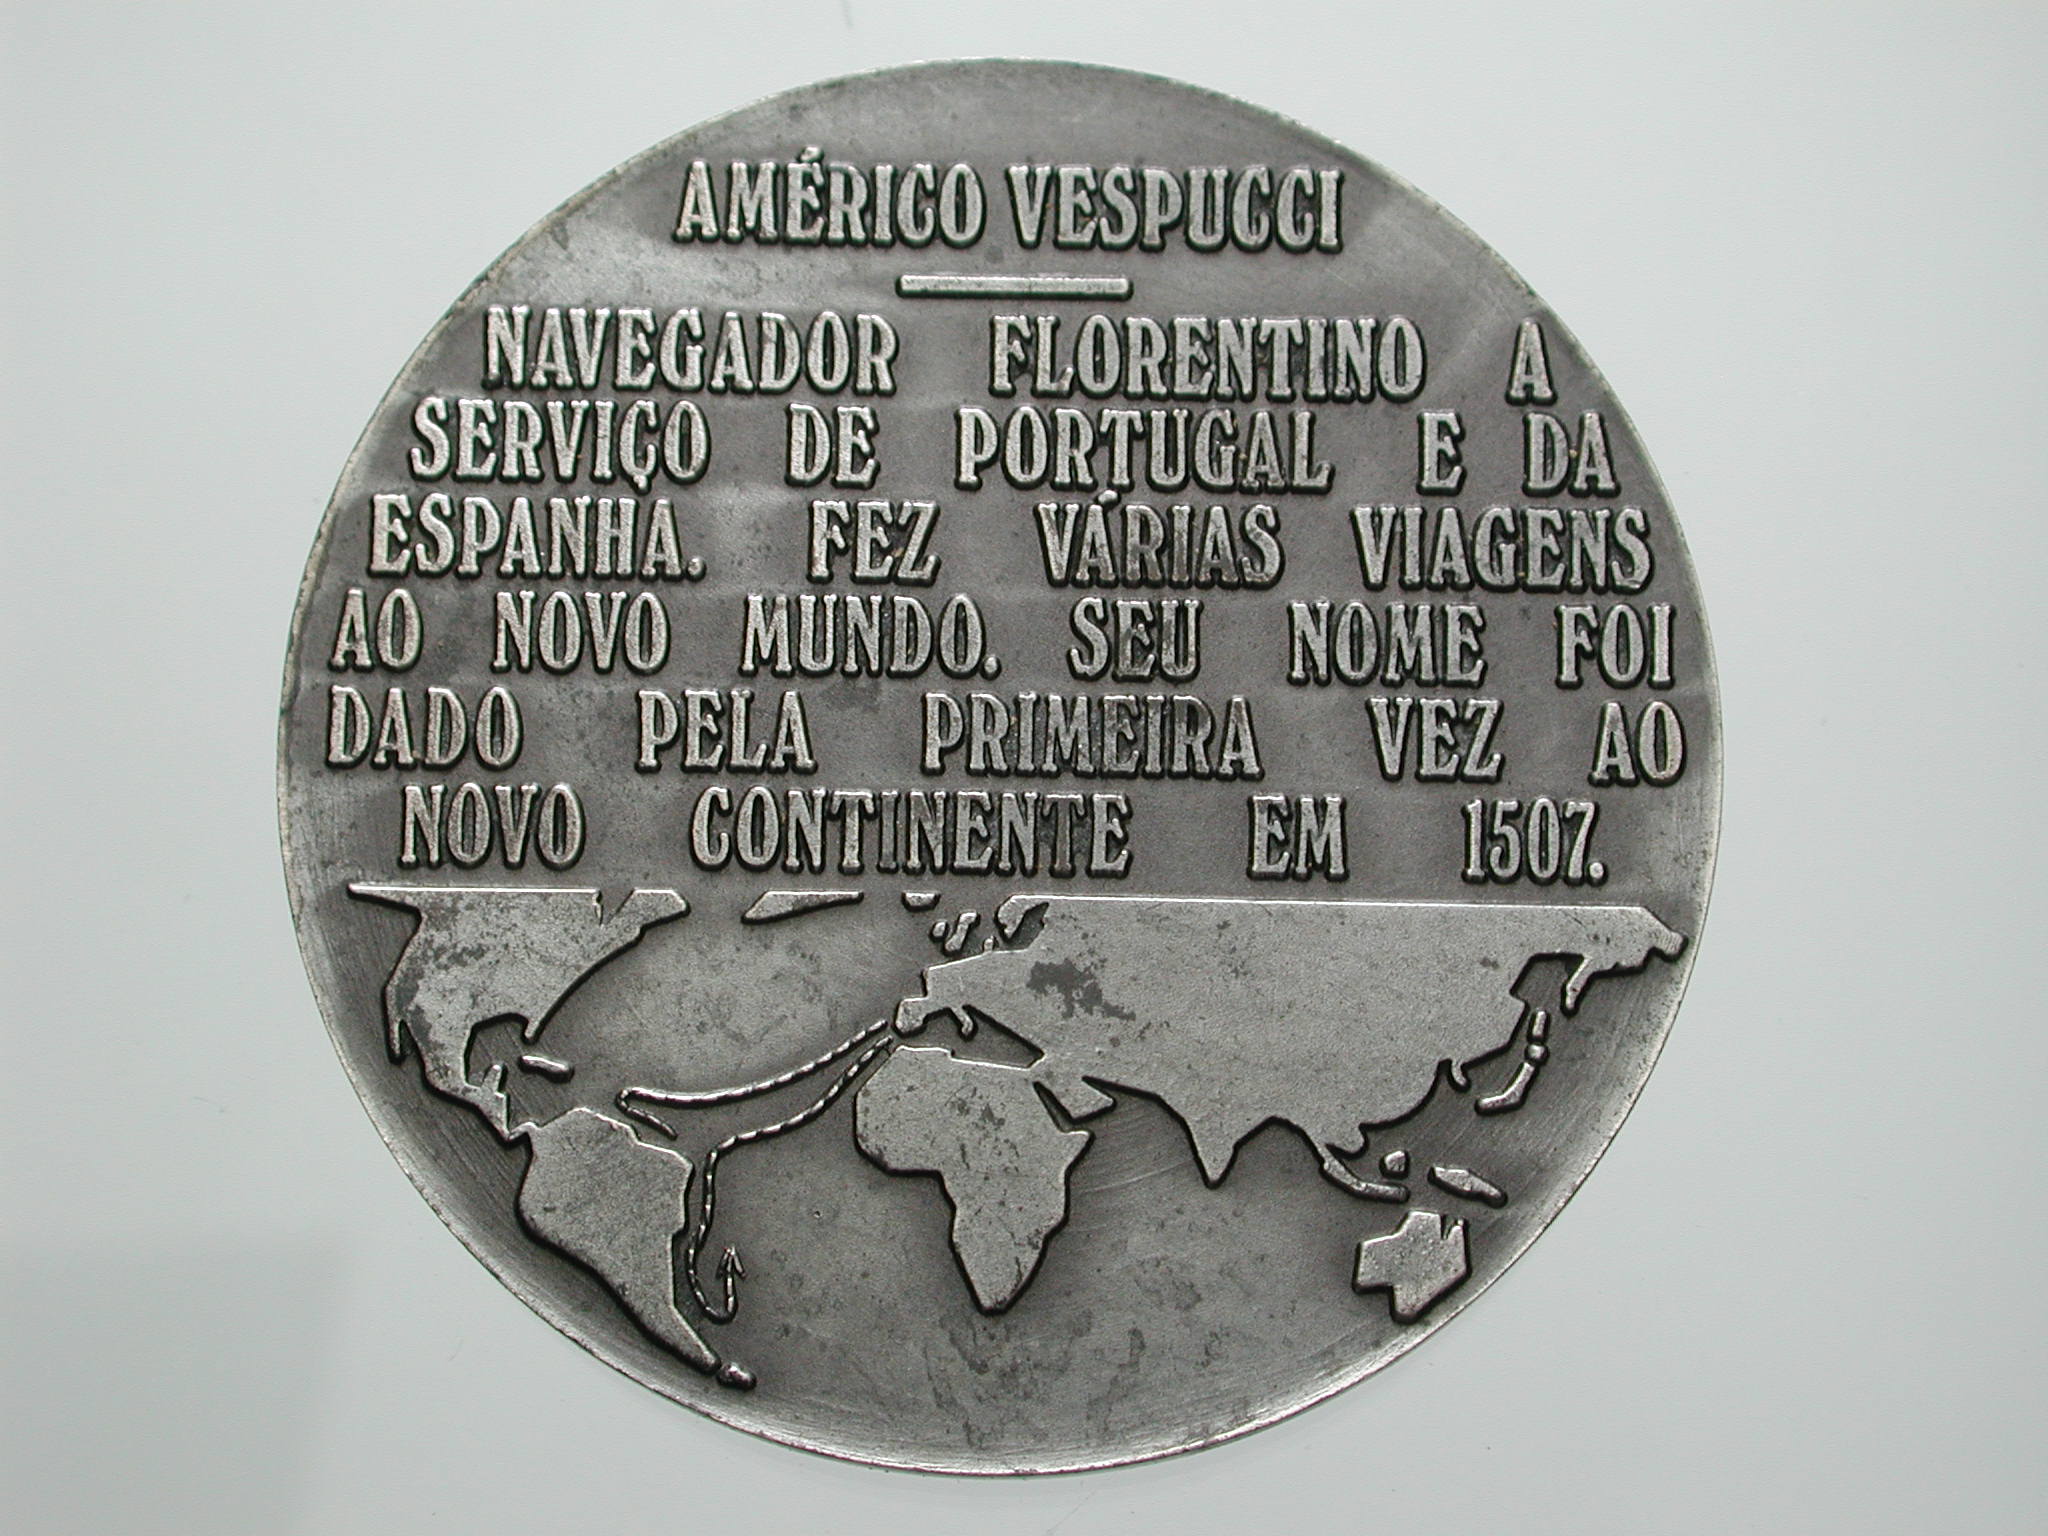 AMÉRICO VESPUCCI
NAVEGADOR FLORENTINO A
SERVIÇO DE PORTUGAL E DA
ESPANHA. FEZ VÁRIAS VIAGENS
AO NOVO MUNDO. SEU NOME FOI
DADO PELA PRIMEIRA VEZ AO
NOVO CONTINENTE EM 1507.